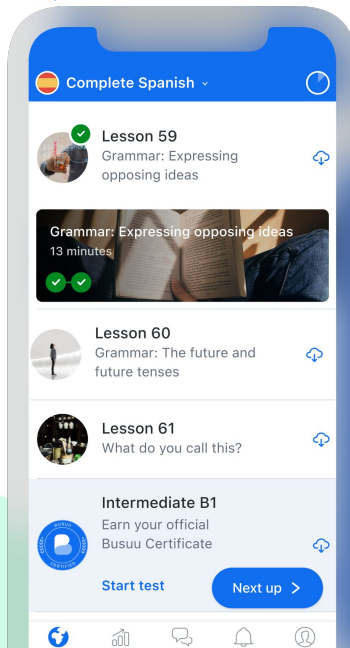 Complete Spanish
Lesson 59
Grammar: Expressing
opposing ideas
Grammar: Expressing opposing ideas
13 minutes
Lesson 60
Grammar: The future and
future tenses
Lesson 61
What do you call this?
Intermediate B1
Earn your official
Busuu Certificate
BUSUU
CERTIFIED
Start test
Next up